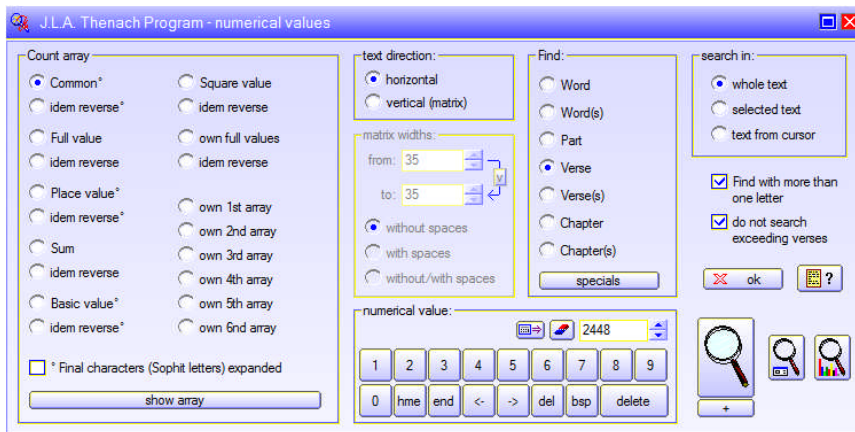 J.L.A. Thenach Program - numerical values
Count array
Common°
idem reverse°
Full value
idem reverse
Place value°
idem reverse°
Sum
idem reverse
Basic value°
idem reverse°
Square value
idem reverse
own full values
idem reverse
own 1st array
own 2nd array
own 3rd array
own 4th array
own 5th array
own 6nd array
° Final characters (Sophit letters) expanded
show array
text direction:
horizontal
vertical (matrix)
matrix widths:
from: 35
to: 35
v
without spaces
with spaces
without/with spaces
Find:
Word
Word(s)
Part
Verse
Verse(s)
Chapter
Chapter(s)
specials
numerical value:
2448
1 2 3 4 5 6 7 8 9
0 hme end <- -> del bsp delete
search in:
whole text
selected text
text from cursor
Find with more than
one letter
do not search
exceeding verses
ok
?
+